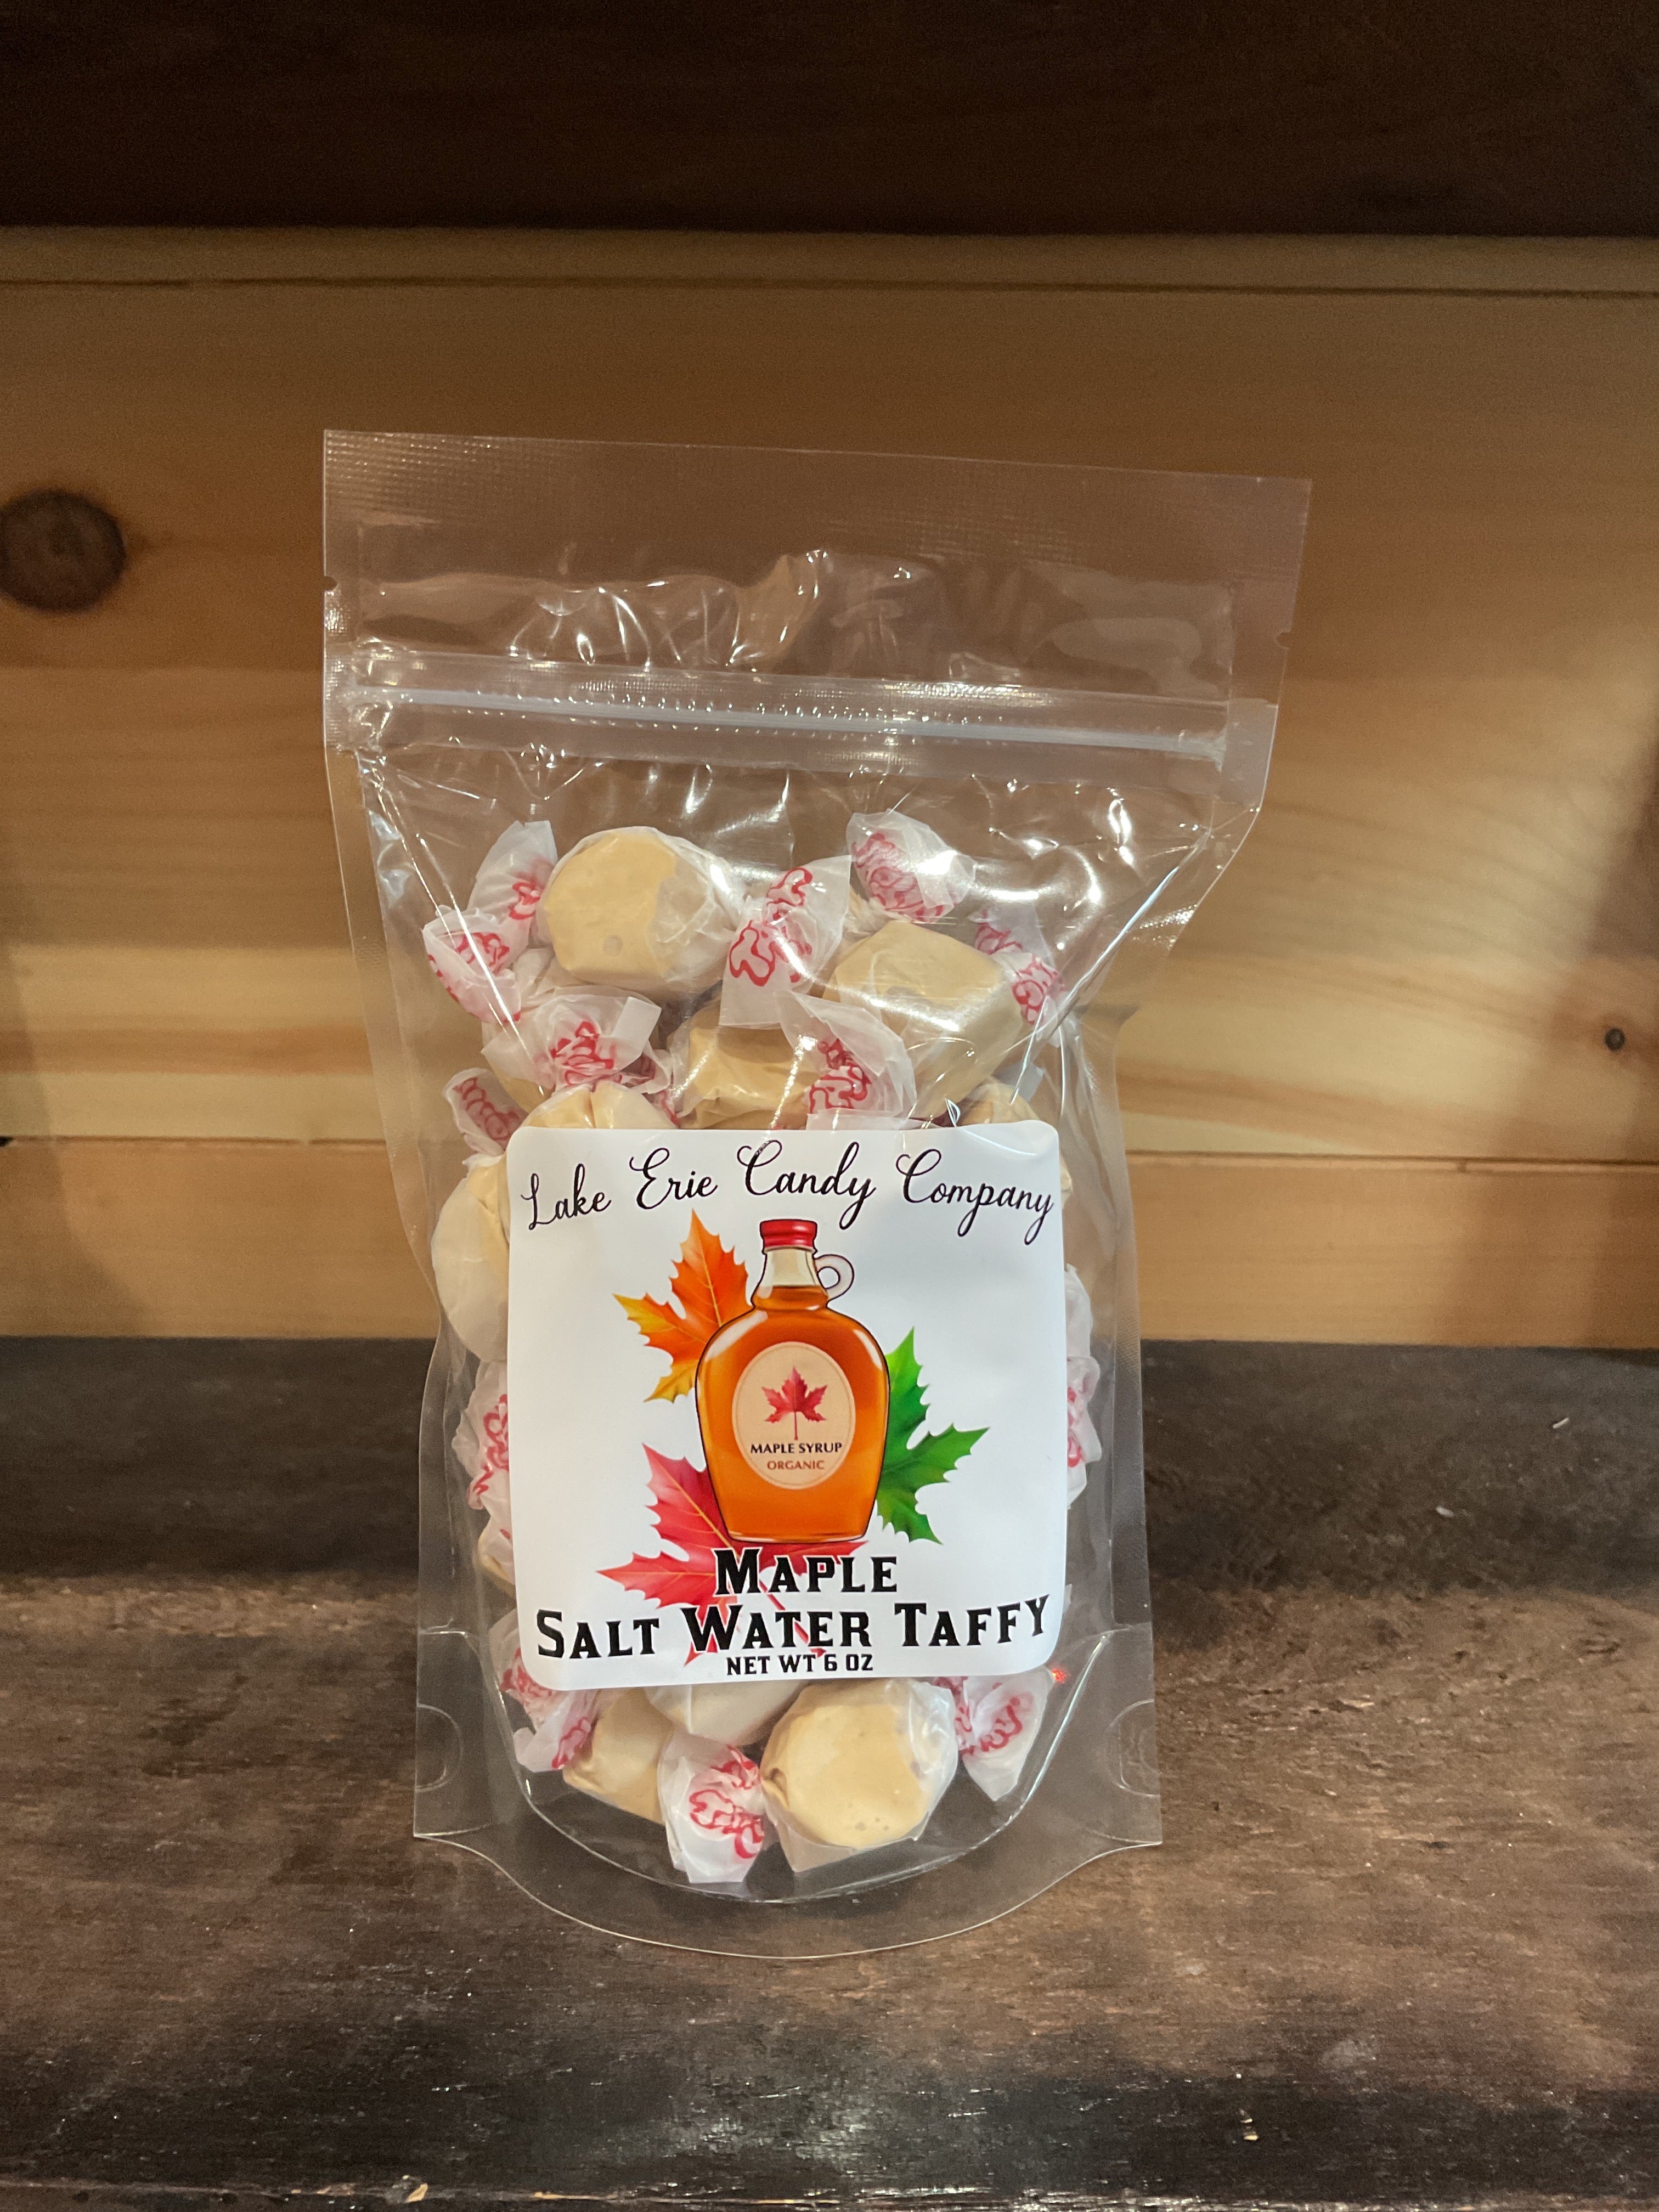 Lake Erie Candy Company
MAPLE SYRUP
ORGANIC
MAPLE
SALT WATER TAFFY
NET WT 6 OZ